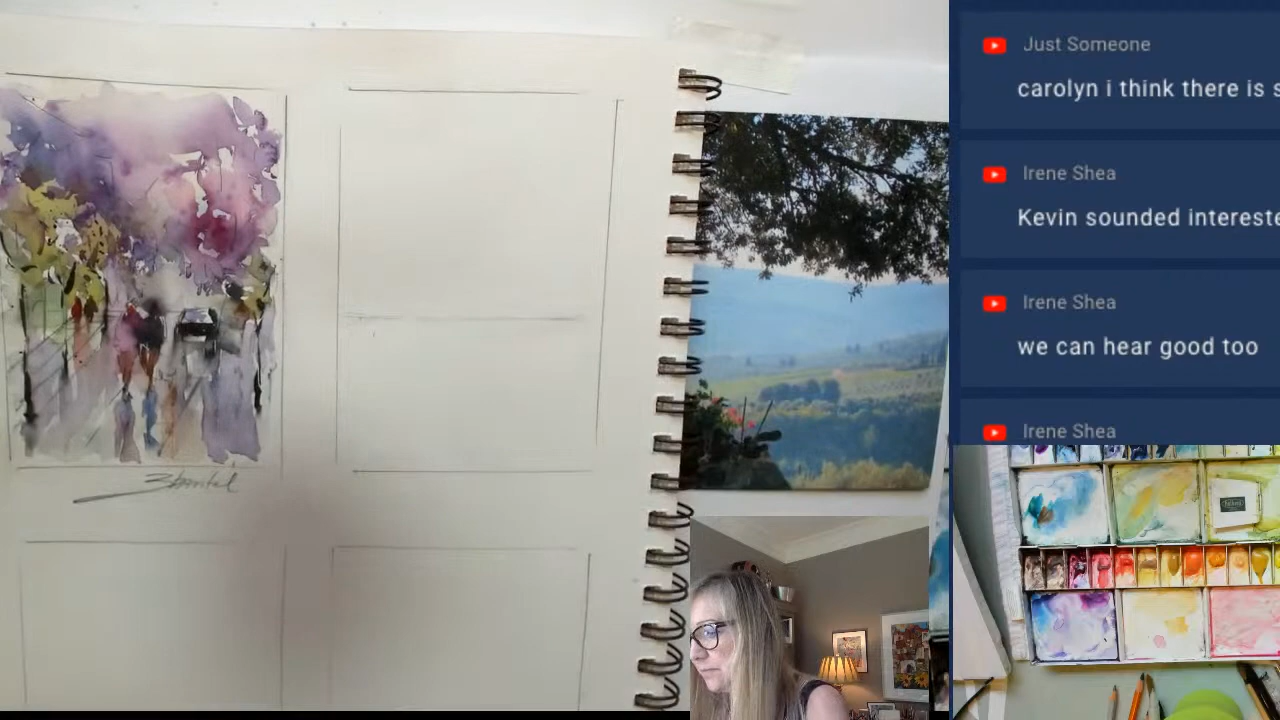 Just Someone
carolyn i think there is s
Irene Shea
Kevin sounded intereste
Irene Shea
we can hear good too
Irene Shea